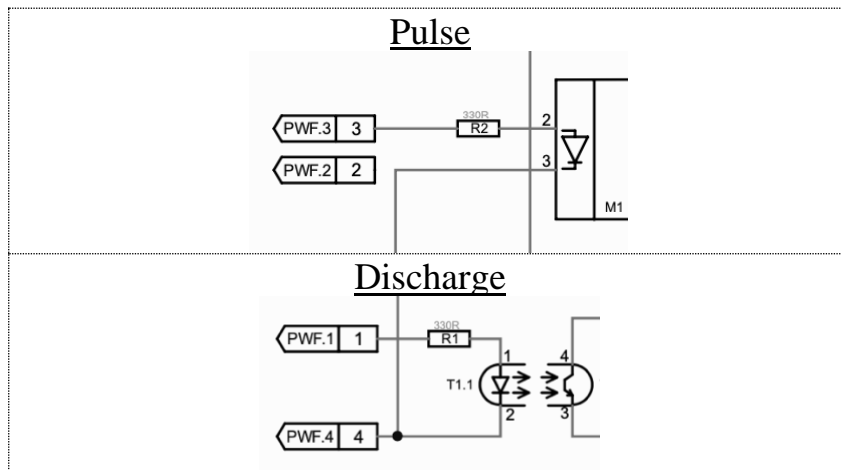 Pulse
330R
PWF.3 3 R2 2
PWF.2 2 3
M1
Discharge
330R
PWF.1 1 R1
1 4
T1.1
2 3
PWF.4 4